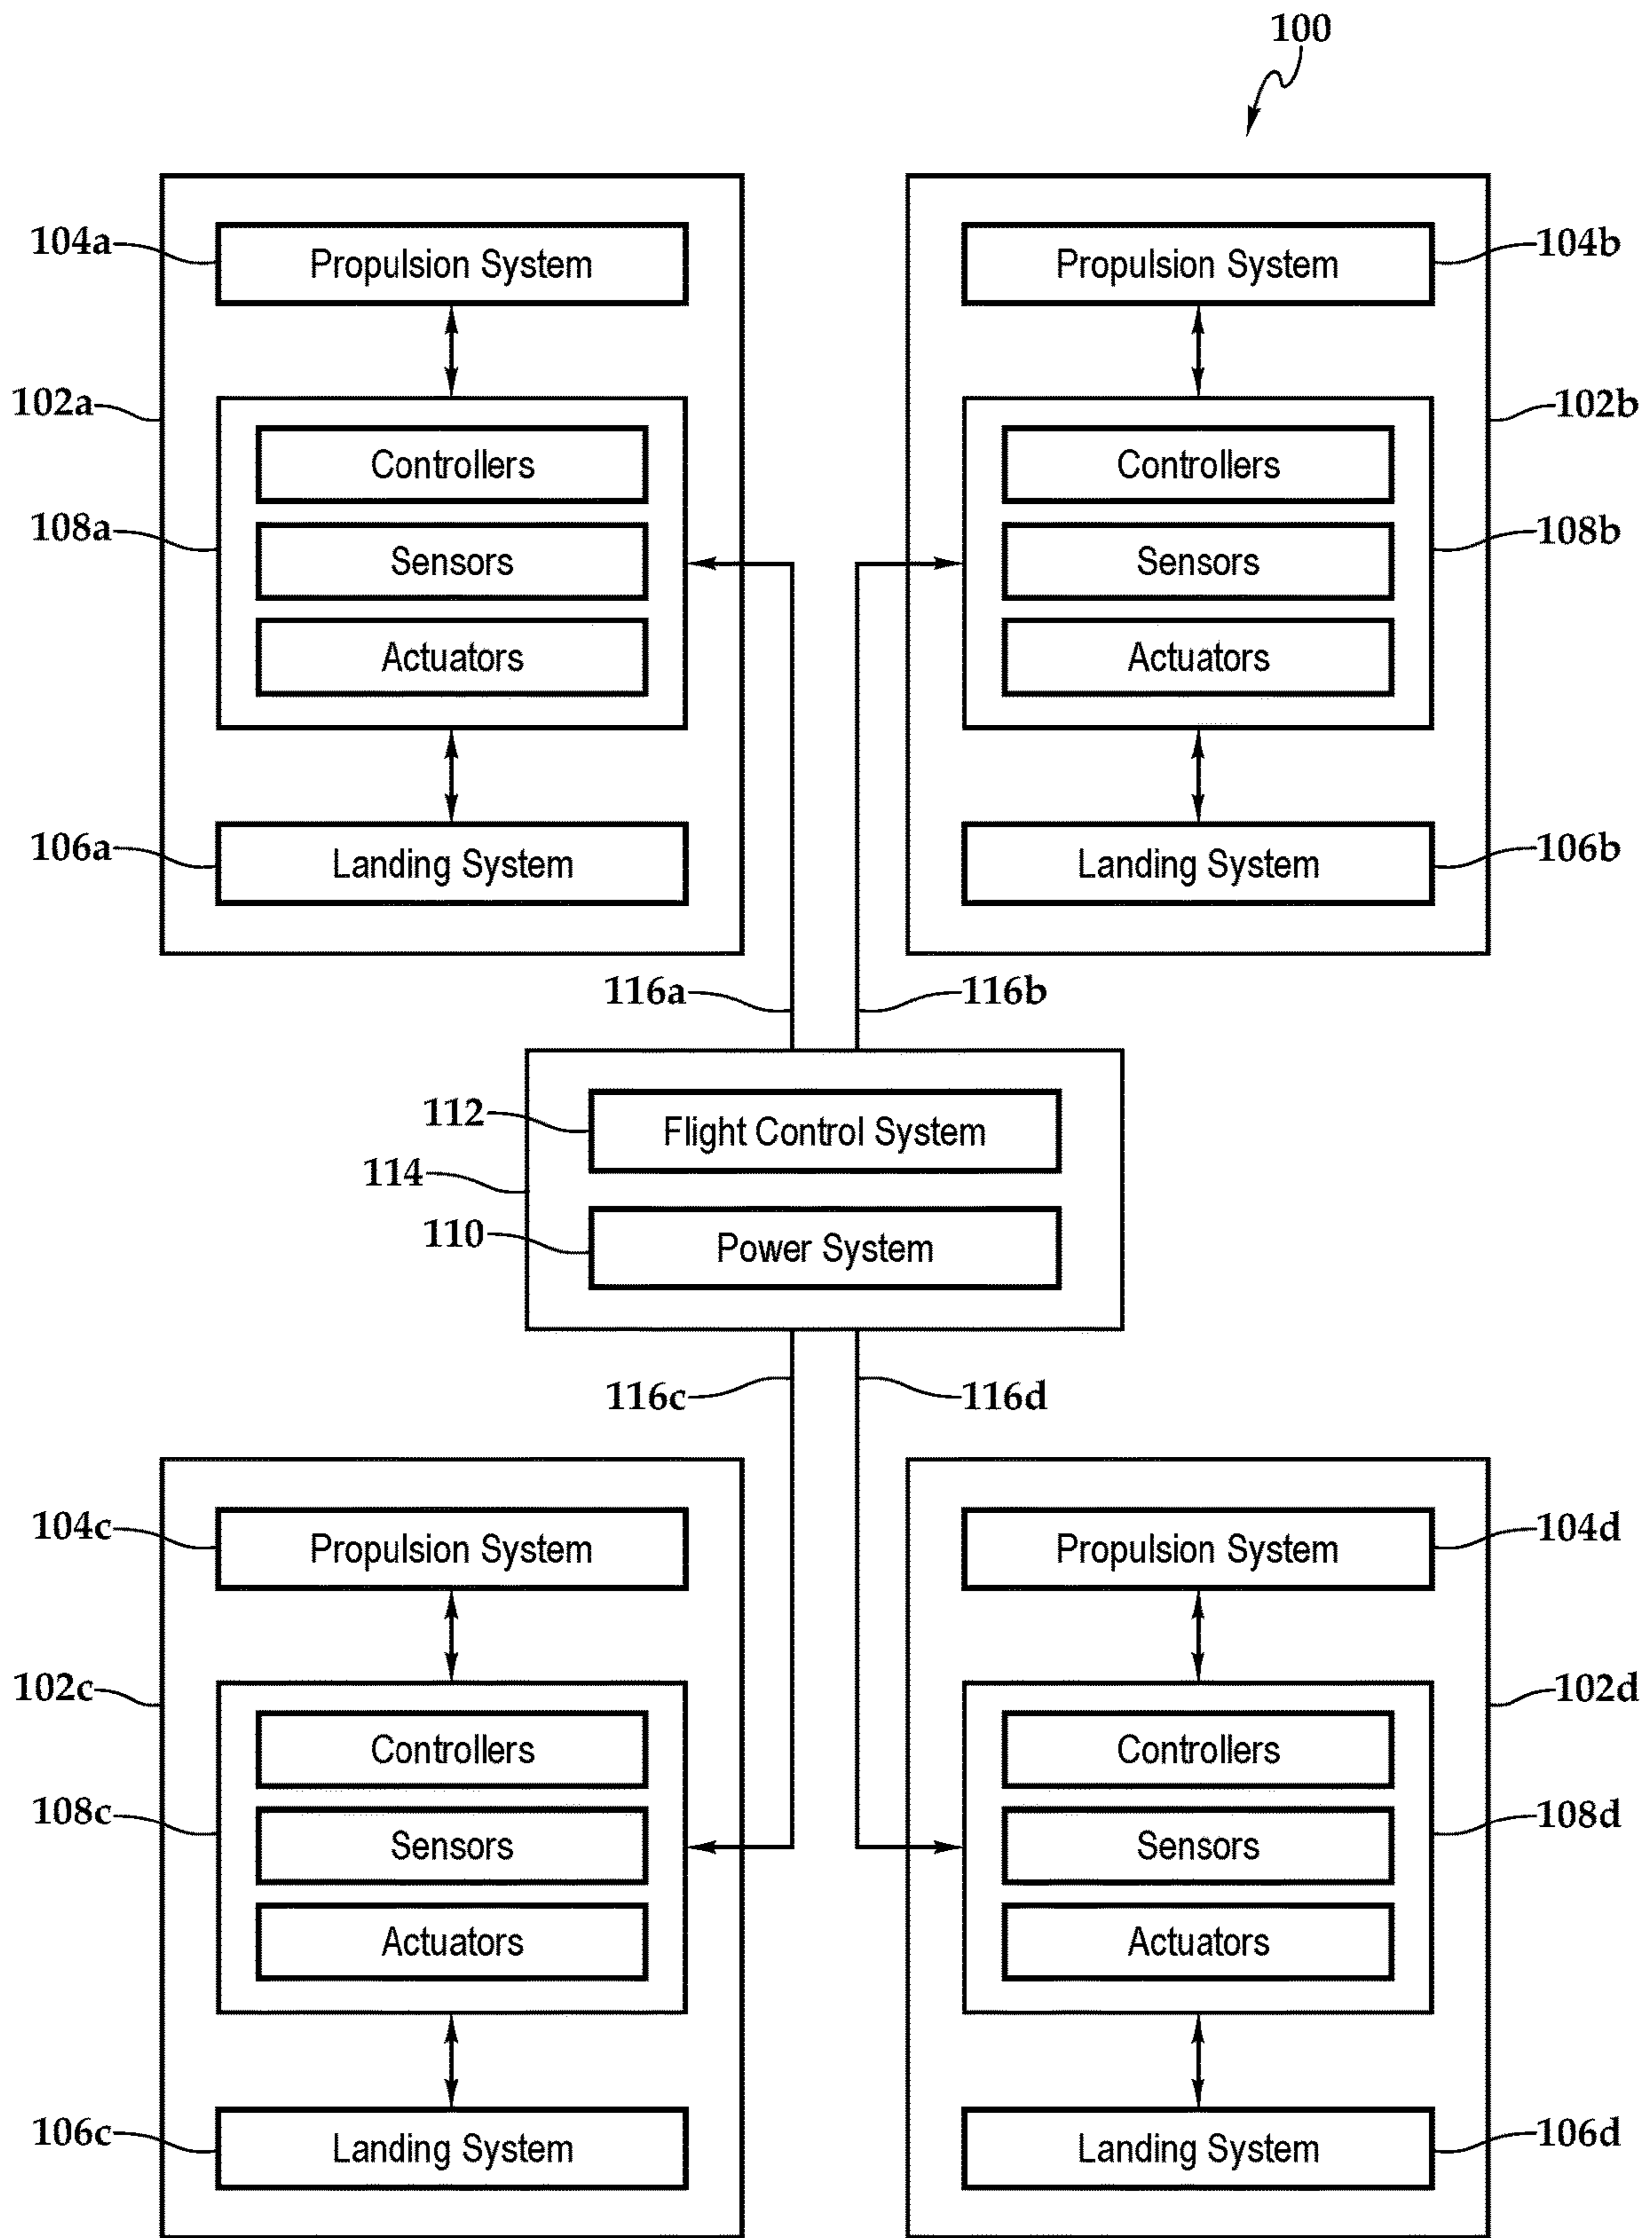 100
104a
Propulsion System
Propulsion System
104b
102a
102b
Controllers
Controllers
108a
Sensors
Sensors
108b
Actuators
Actuators
106a
Landing System
Landing System
106b
116a
116b
112
Flight Control System
114
110
Power System
116c
116d
104c
Propulsion System
Propulsion System
104d
102c
102d
Controllers
Controllers
108c
Sensors
Sensors
108d
Actuators
Actuators
106c
Landing System
Landing System
106d